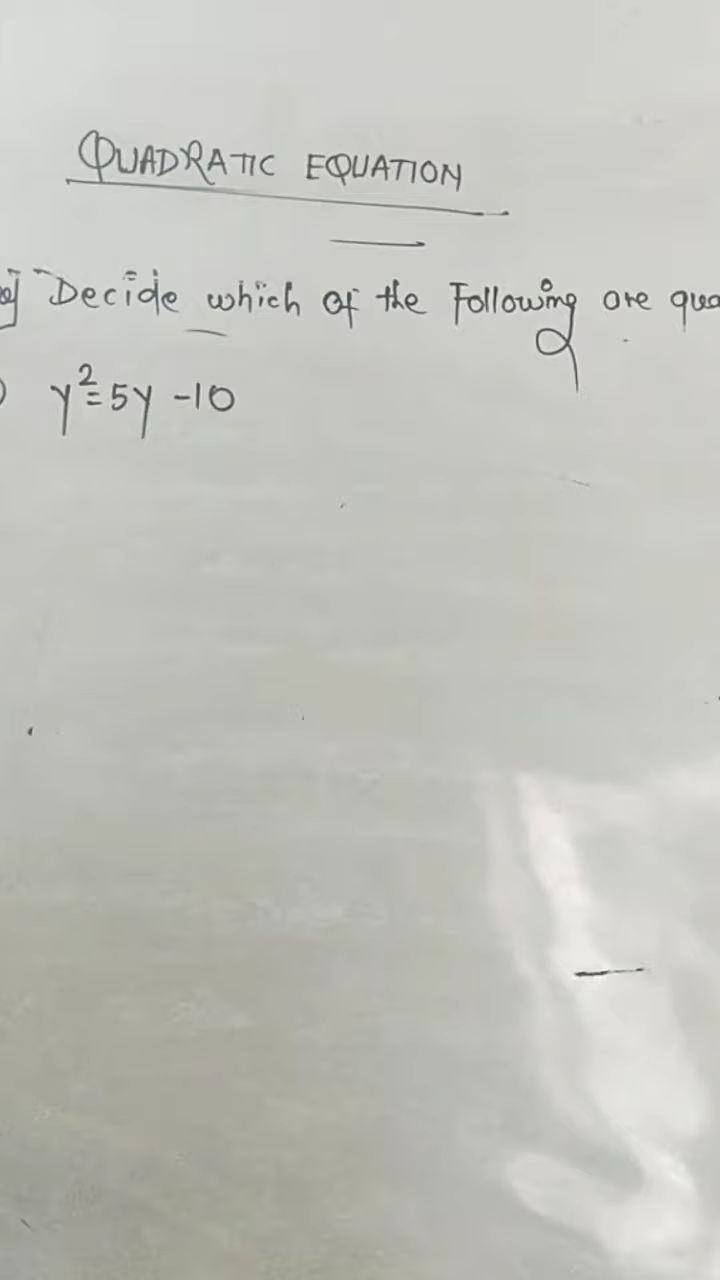 QUADRATIC EQUATION
Decide which of the Following are
y²=5y -10